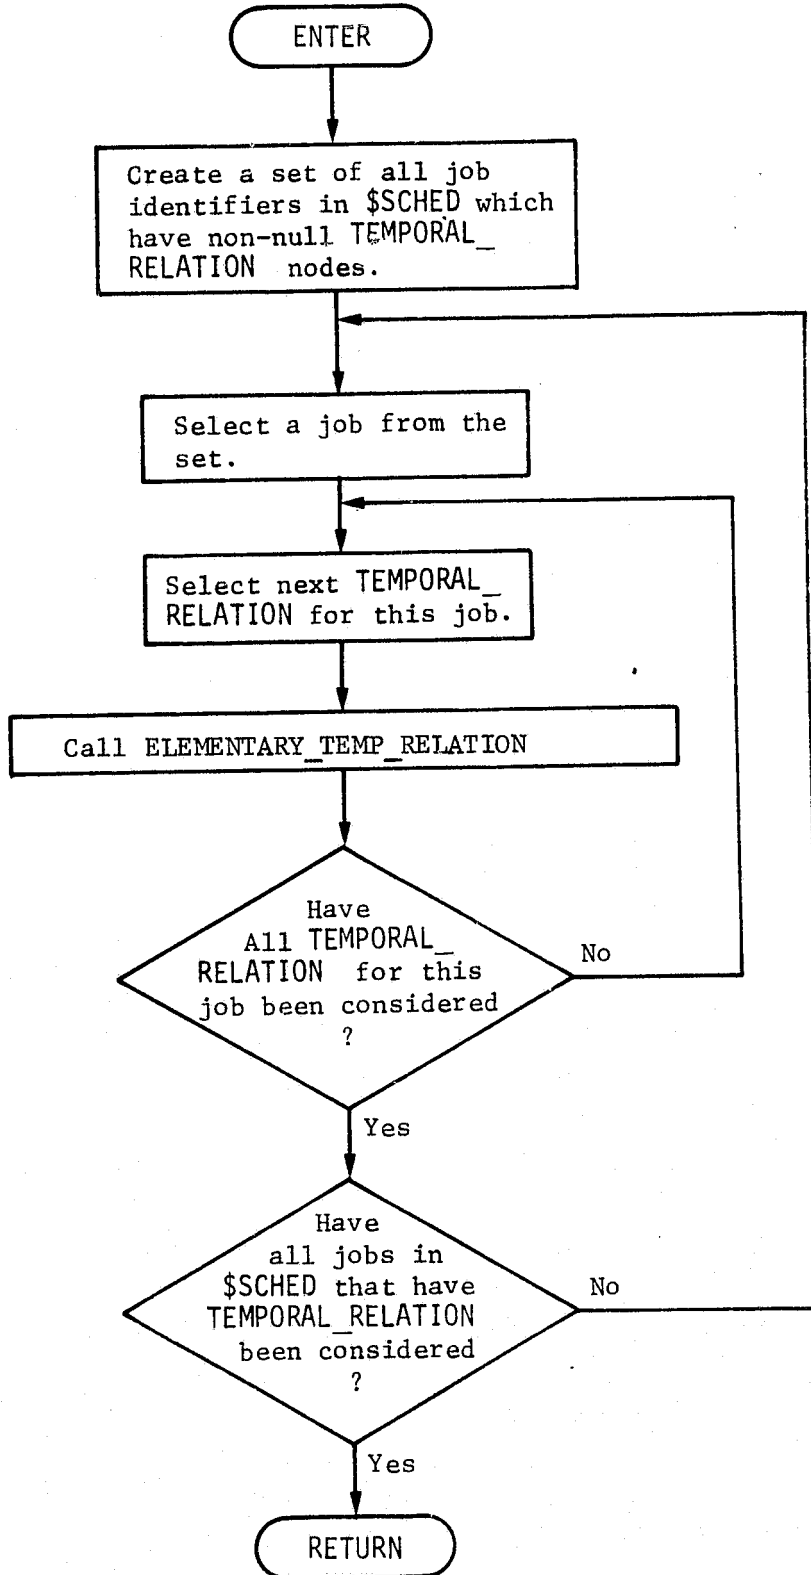 ENTER
Create a set of all job
identifiers in $SCHED which
have non-null TEMPORAL_
RELATION nodes.
Select a job from the
set.
Select next TEMPORAL_
RELATION for this job.
Call ELEMENTARY_TEMP_RELATION
Have
All TEMPORAL_
RELATION for this
job been considered
?
No
Yes
Have
all jobs in
$SCHED that have
TEMPORAL_RELATION
been considered
?
No
Yes
RETURN